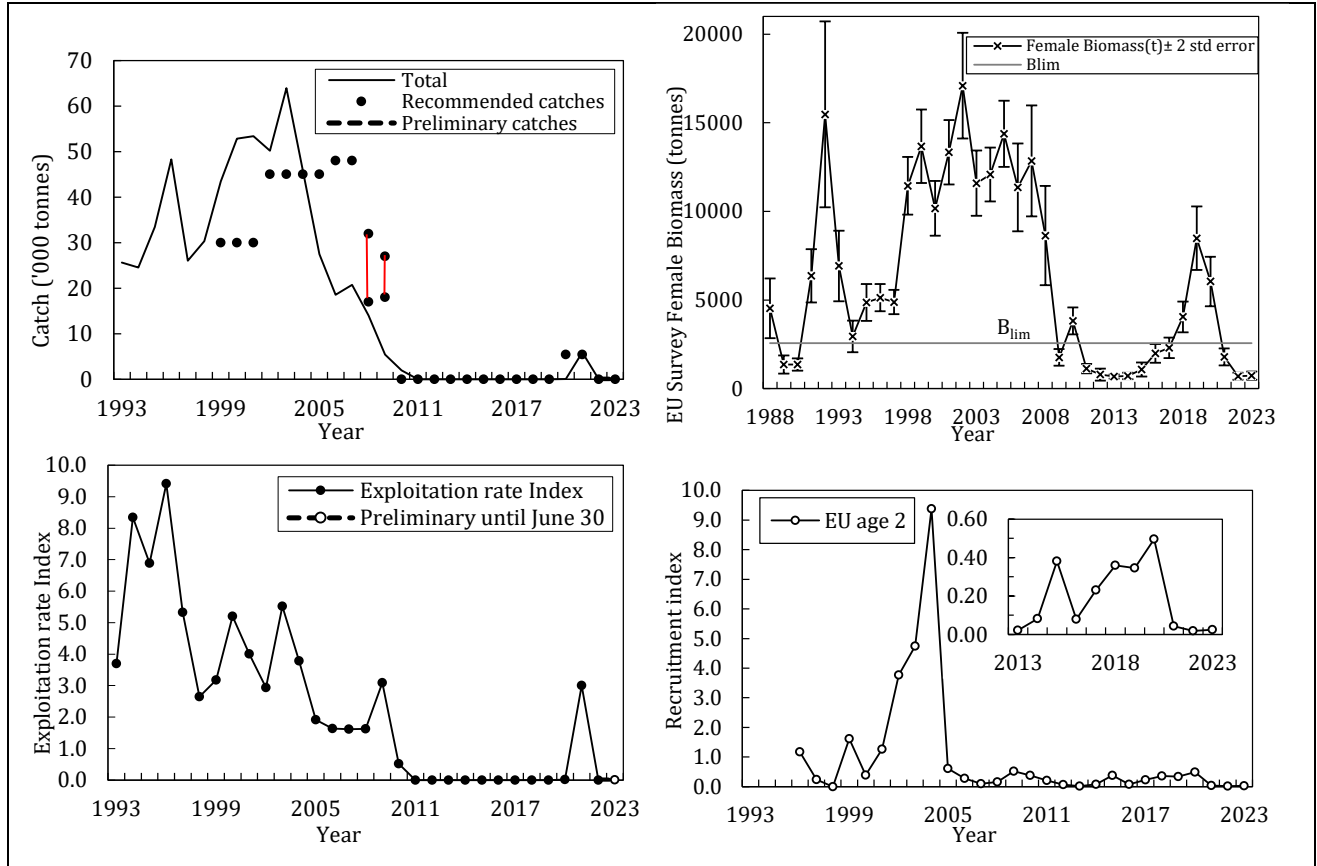 Catch ('000 tonnes)
70
60
50
40
30
20
10
0
Total
Recommended catches
Preliminary catches
1993 1999 2005 2011 2017 2023
Year
EU Survey Female Biomass (tonnes)
20000
15000
10000
5000
0
Female Biomass(t)± 2 std error
Blim
Blim
1988 1993 1998 2003 2008 2013 2018 2023
Year
Exploitation rate Index
10.0
9.0
8.0
7.0
6.0
5.0
4.0
3.0
2.0
1.0
0.0
Exploitation rate Index
Preliminary until June 30
1993 1999 2005 2011 2017 2023
Year
Recruitment index
10.0
9.0
8.0
7.0
6.0
5.0
4.0
3.0
2.0
1.0
0.0
EU age 2
0.60
0.40
0.20
0.00
2013 2018 2023
1993 1999 2005 2011 2017 2023
Year